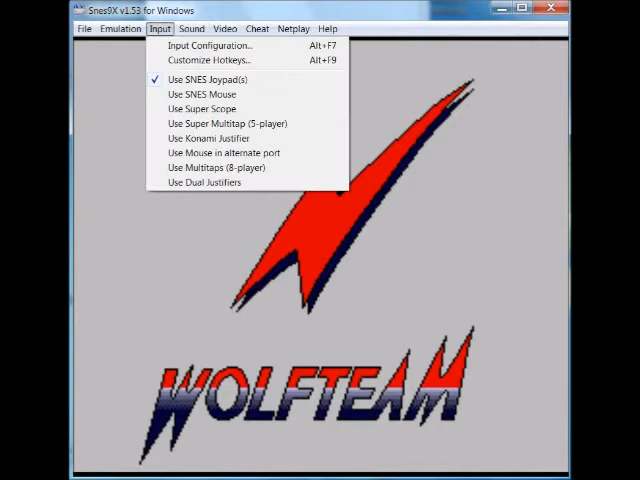 Snes9X v1.53 for Windows
File Emulation Input Sound Video Cheat Netplay Help
Input Configuration... Alt+F7
Customize Hotkeys... Alt+F9
Use SNES Joypad(s)
Use SNES Mouse
Use Super Scope
Use Super Multitap (5-player)
Use Konami Justifier
Use Mouse in alternate port
Use Multitaps (8-player)
Use Dual Justifiers
WOLFTEAM